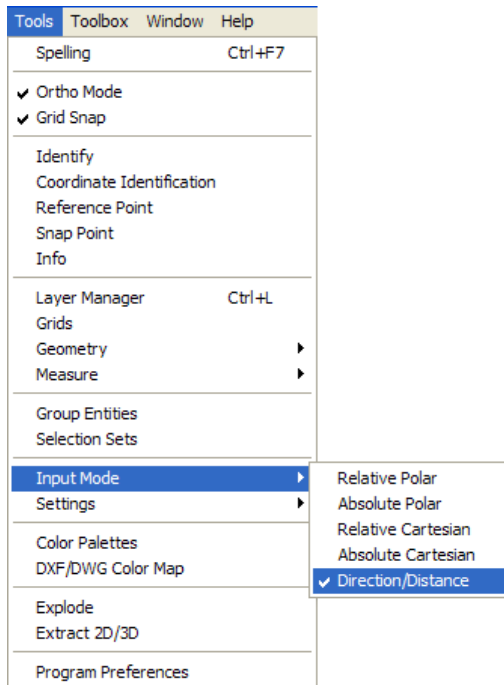 Tools Toolbox Window Help
Spelling Ctrl+F7
Ortho Mode
Grid Snap
Identify
Coordinate Identification
Reference Point
Snap Point
Info
Layer Manager Ctrl+L
Grids
Geometry
Measure
Group Entities
Selection Sets
Input Mode
Settings
Color Palettes
DXF/DWG Color Map
Explode
Extract 2D/3D
Program Preferences
Relative Polar
Absolute Polar
Relative Cartesian
Absolute Cartesian
Direction/Distance